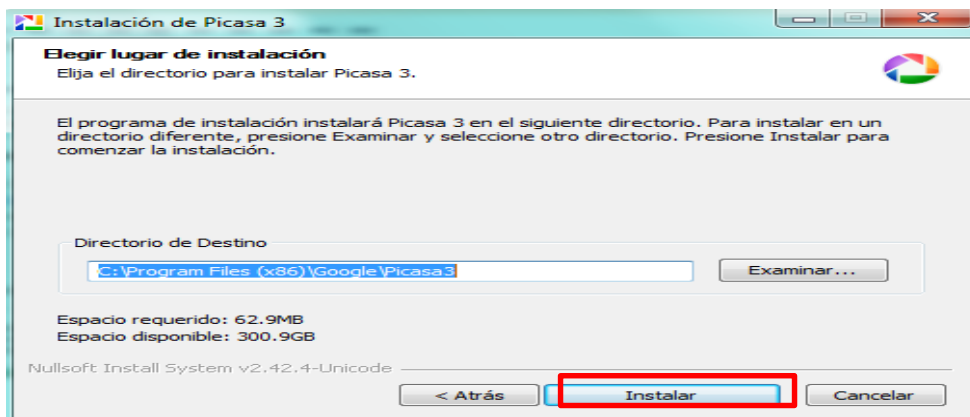 Instalación de Picasa 3
Elegir lugar de instalación
Elija el directorio para instalar Picasa 3.
El programa de instalación instalará Picasa 3 en el siguiente directorio. Para instalar en un
directorio diferente, presione Examinar y seleccione otro directorio. Presione Instalar para
comenzar la instalación.
Directorio de Destino
C:\Program Files (x86)\Google\Picasa3
Examinar...
Espacio requerido: 62.9MB
Espacio disponible: 300.9GB
Nullsoft Install System v2.42.4-Unicode
< Atrás Instalar Cancelar